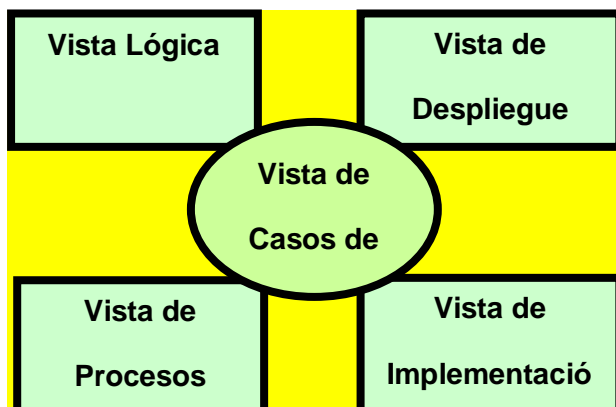 Vista Lógica
Vista de
Despliegue
Vista de
Casos de
Vista de
Procesos
Vista de
Implementació